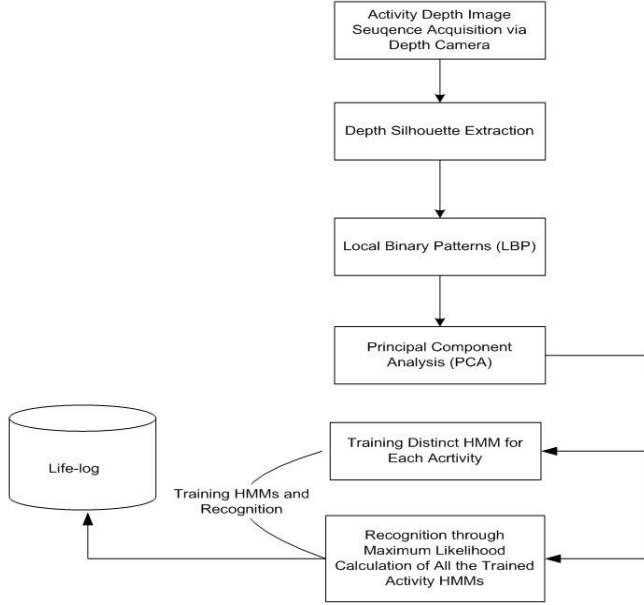 Activity Depth Image
Seuqence Acquisition via
Depth Camera
Depth Silhouette Extraction
Local Binary Patterns (LBP)
Principal Component
Analysis (PCA)
Training Distinct HMM for
Each Acrtivity
Life-log
Training HMMs and
Recognition
Recognition through
Maximum Likelihood
Calculation of All the Trained
Activity HMMs